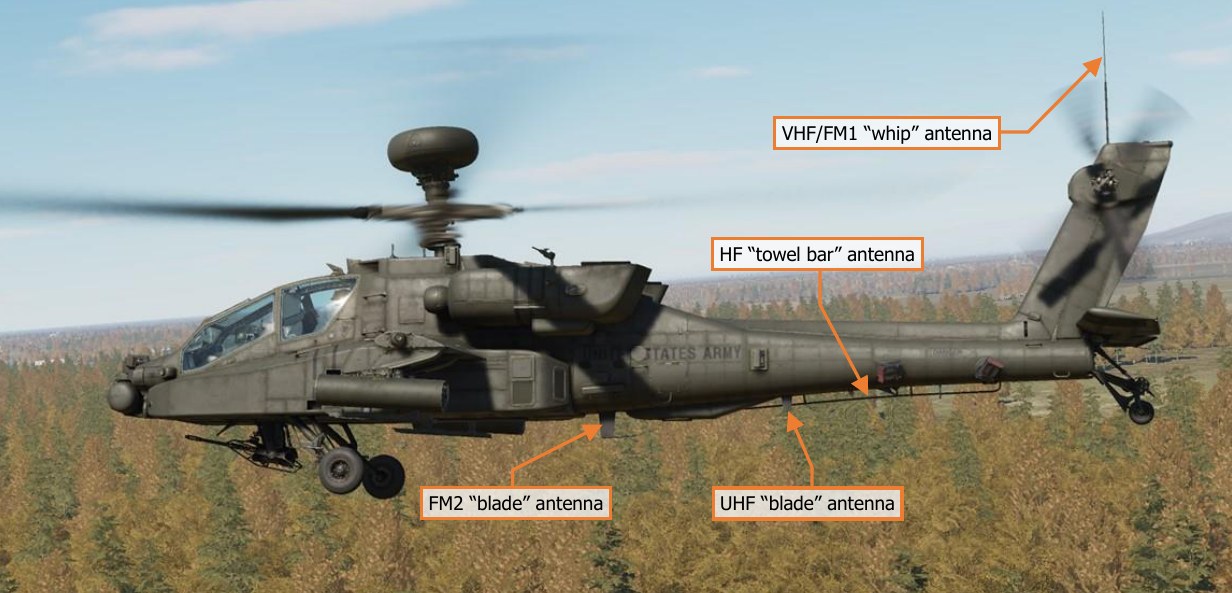 VHF/FM1 “whip” antenna
HF “towel bar” antenna
UNITED STATES ARMY
FM2 “blade” antenna
UHF “blade” antenna